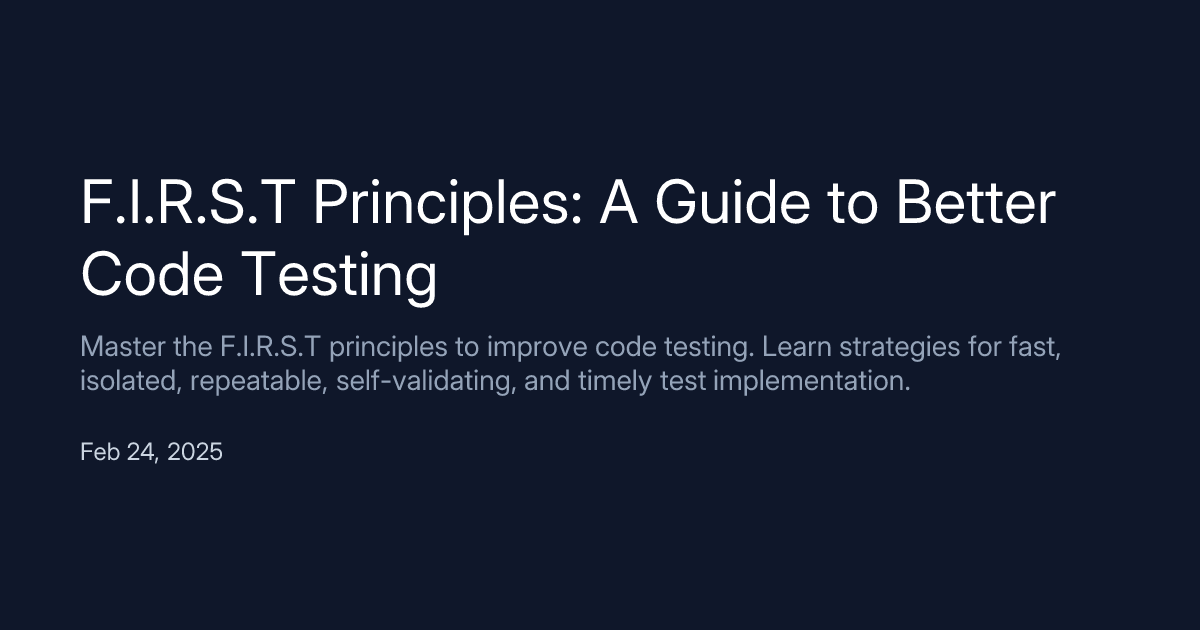 F.I.R.S.T Principles: A Guide to Better
Code Testing
Master the F.I.R.S.T principles to improve code testing. Learn strategies for fast,
isolated, repeatable, self-validating, and timely test implementation.
Feb 24, 2025